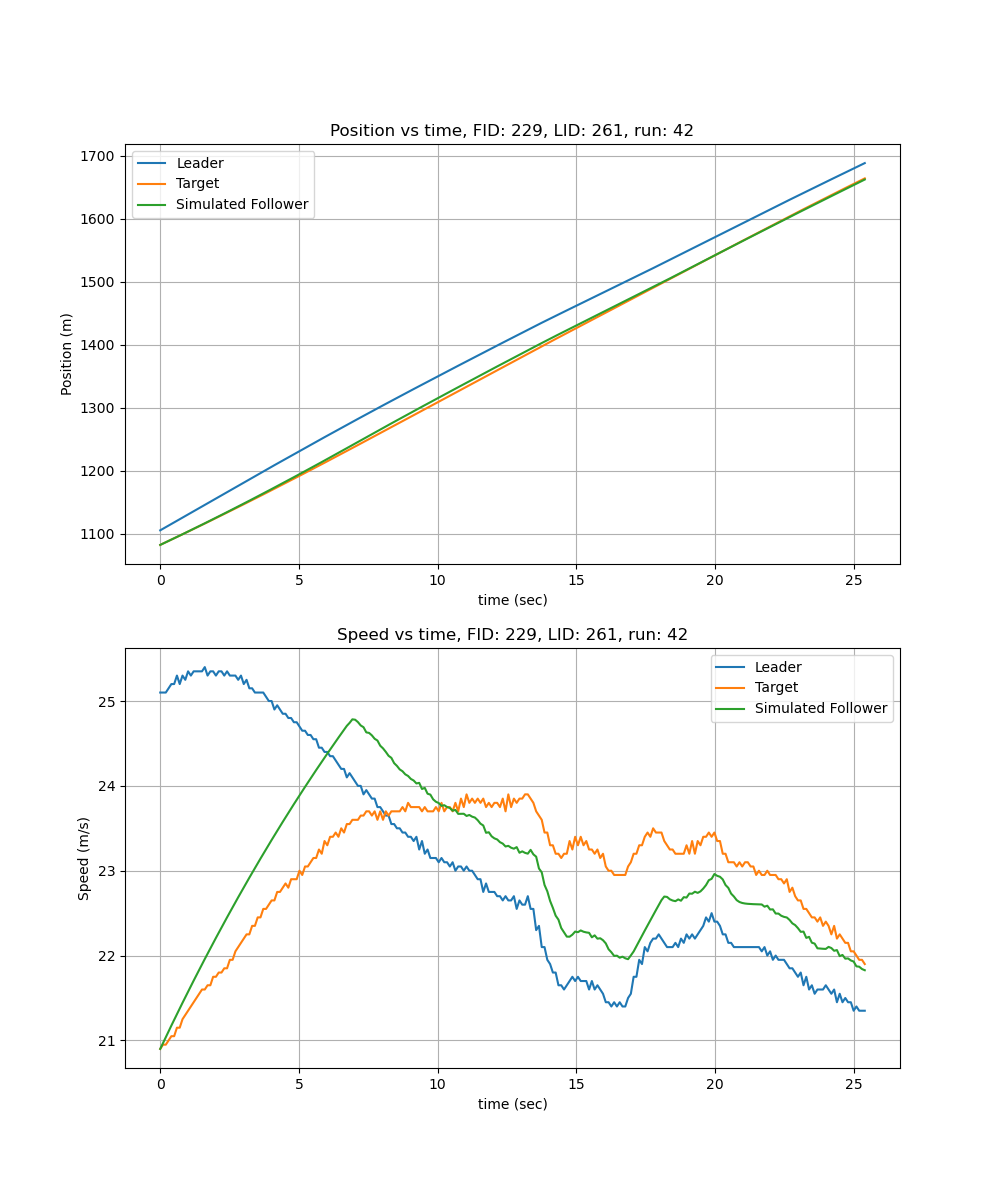 Position vs time, FID: 229, LID: 261, run: 42
Leader
Target
Simulated Follower
Position (m)
1700
1600
1500
1400
1300
1200
1100
0 5 10 15 20 25
time (sec)
Speed vs time, FID: 229, LID: 261, run: 42
Leader
Target
Simulated Follower
Speed (m/s)
25
24
23
22
21
0 5 10 15 20 25
time (sec)